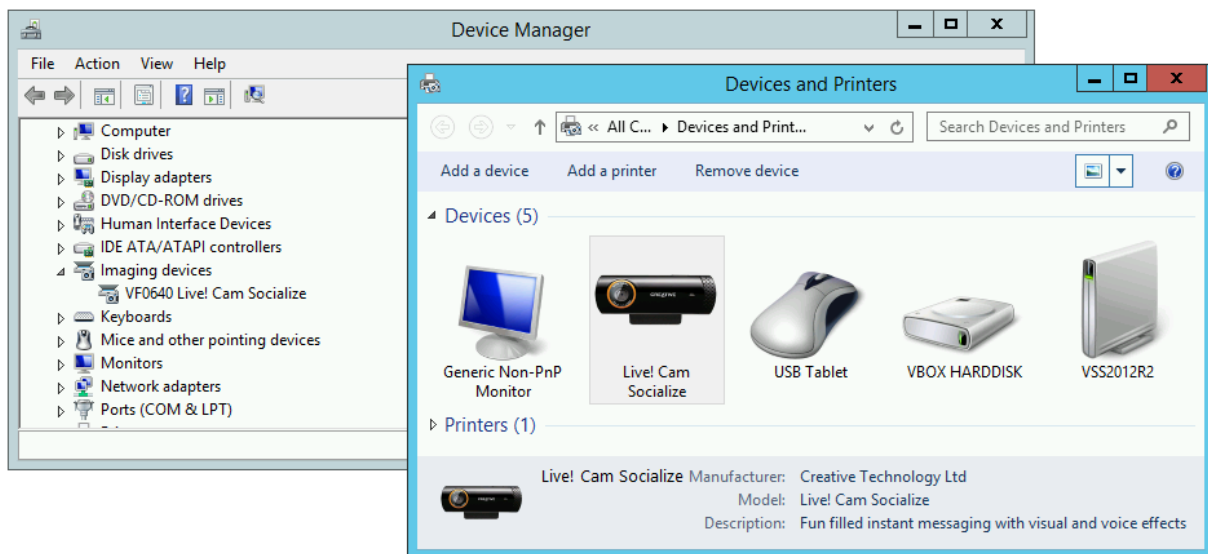 Device Manager
File Action View Help
Computer
Disk drives
Display adapters
DVD/CD-ROM drives
Human Interface Devices
IDE ATA/ATAPI controllers
Imaging devices
VF0640 Live! Cam Socialize
Keyboards
Mice and other pointing devices
Monitors
Network adapters
Ports (COM & LPT)
Devices and Printers
« All C... Devices and Print...
Search Devices and Printers
Add a device Add a printer Remove device
Devices (5)
CREATIVE
Generic Non-PnP
Monitor
Live! Cam
Socialize
USB Tablet
VBOX HARDDISK
VSS2012R2
Printers (1)
Live! Cam Socialize Manufacturer: Creative Technology Ltd
Model: Live! Cam Socialize
Description: Fun filled instant messaging with visual and voice effects